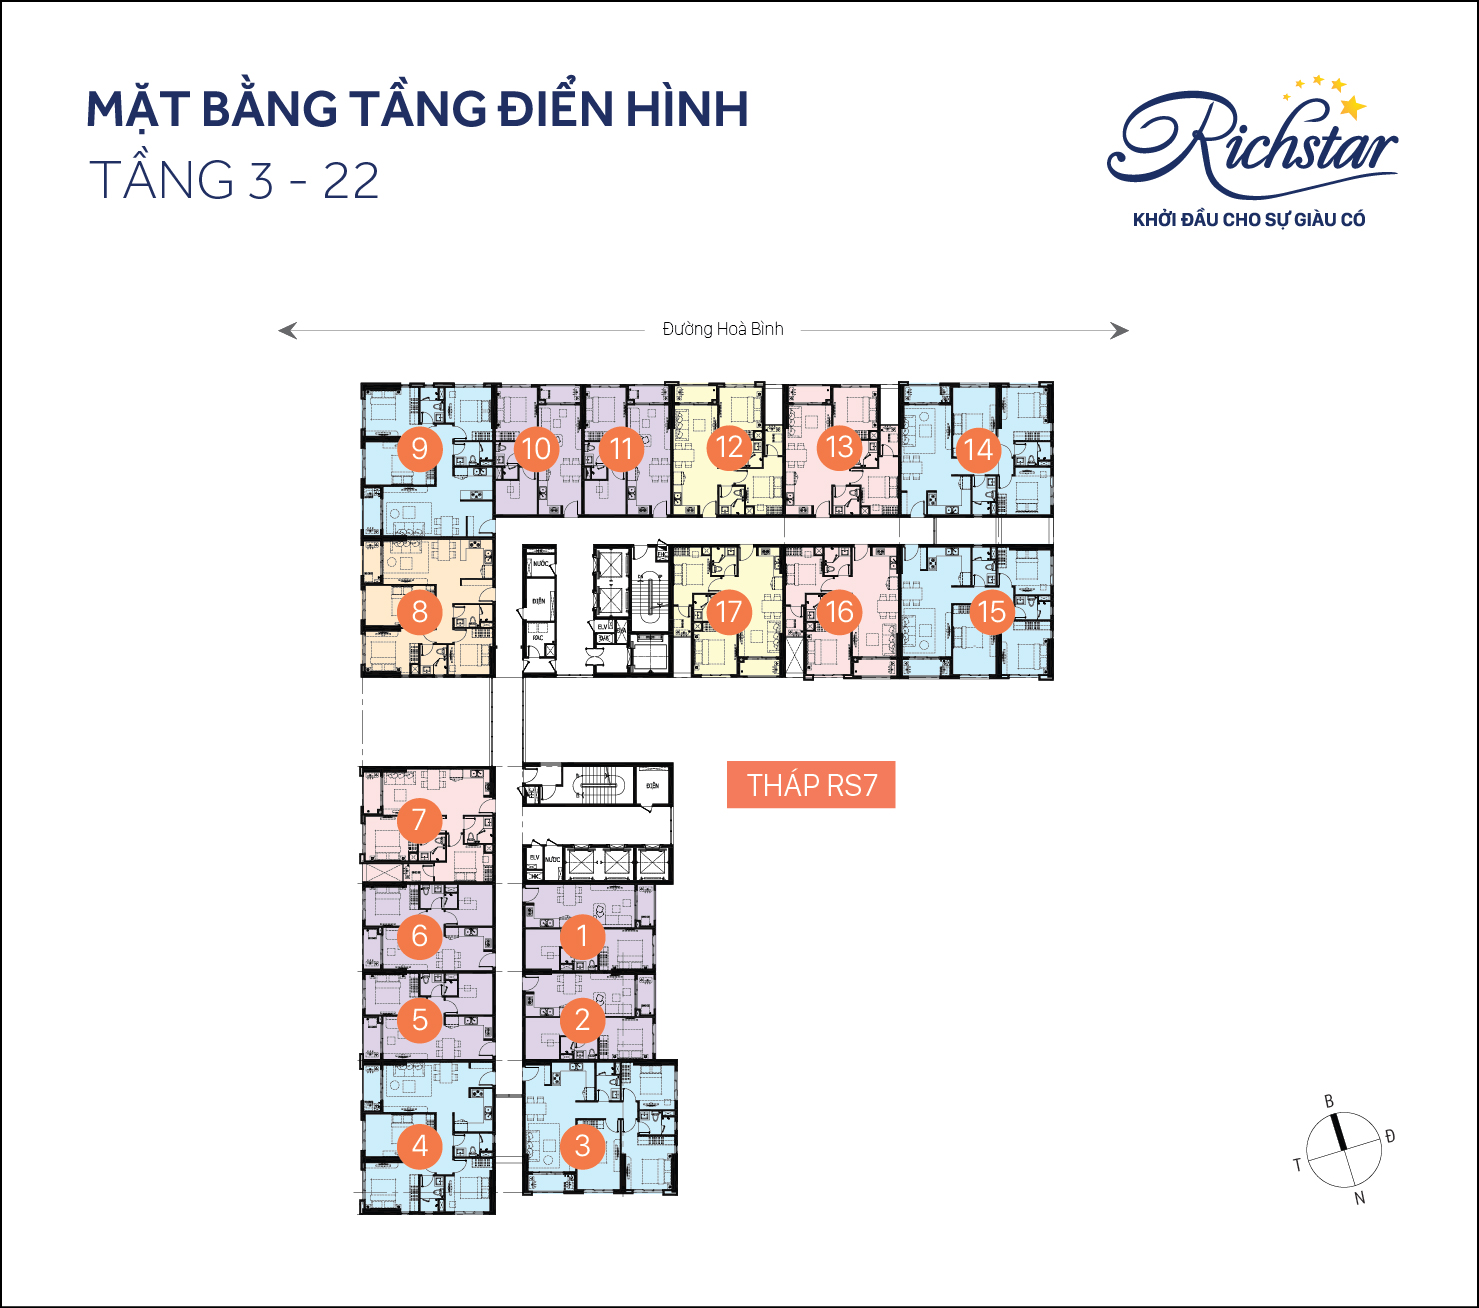 MẶT BẰNG TẦNG ĐIỂN HÌNH
TẦNG 3 - 22
Richstar
KHỞI ĐẦU CHO SỰ GIÀU CÓ
Đường Hoà Bình
9
10
11
12
13
14
8
NƯỚC
ĐIỆN
RÁC
ELV
17
16
15
THÁP RS7
7
ĐIỆN
ELV
NƯỚC
6
1
5
2
4
3
B
Đ
T
N